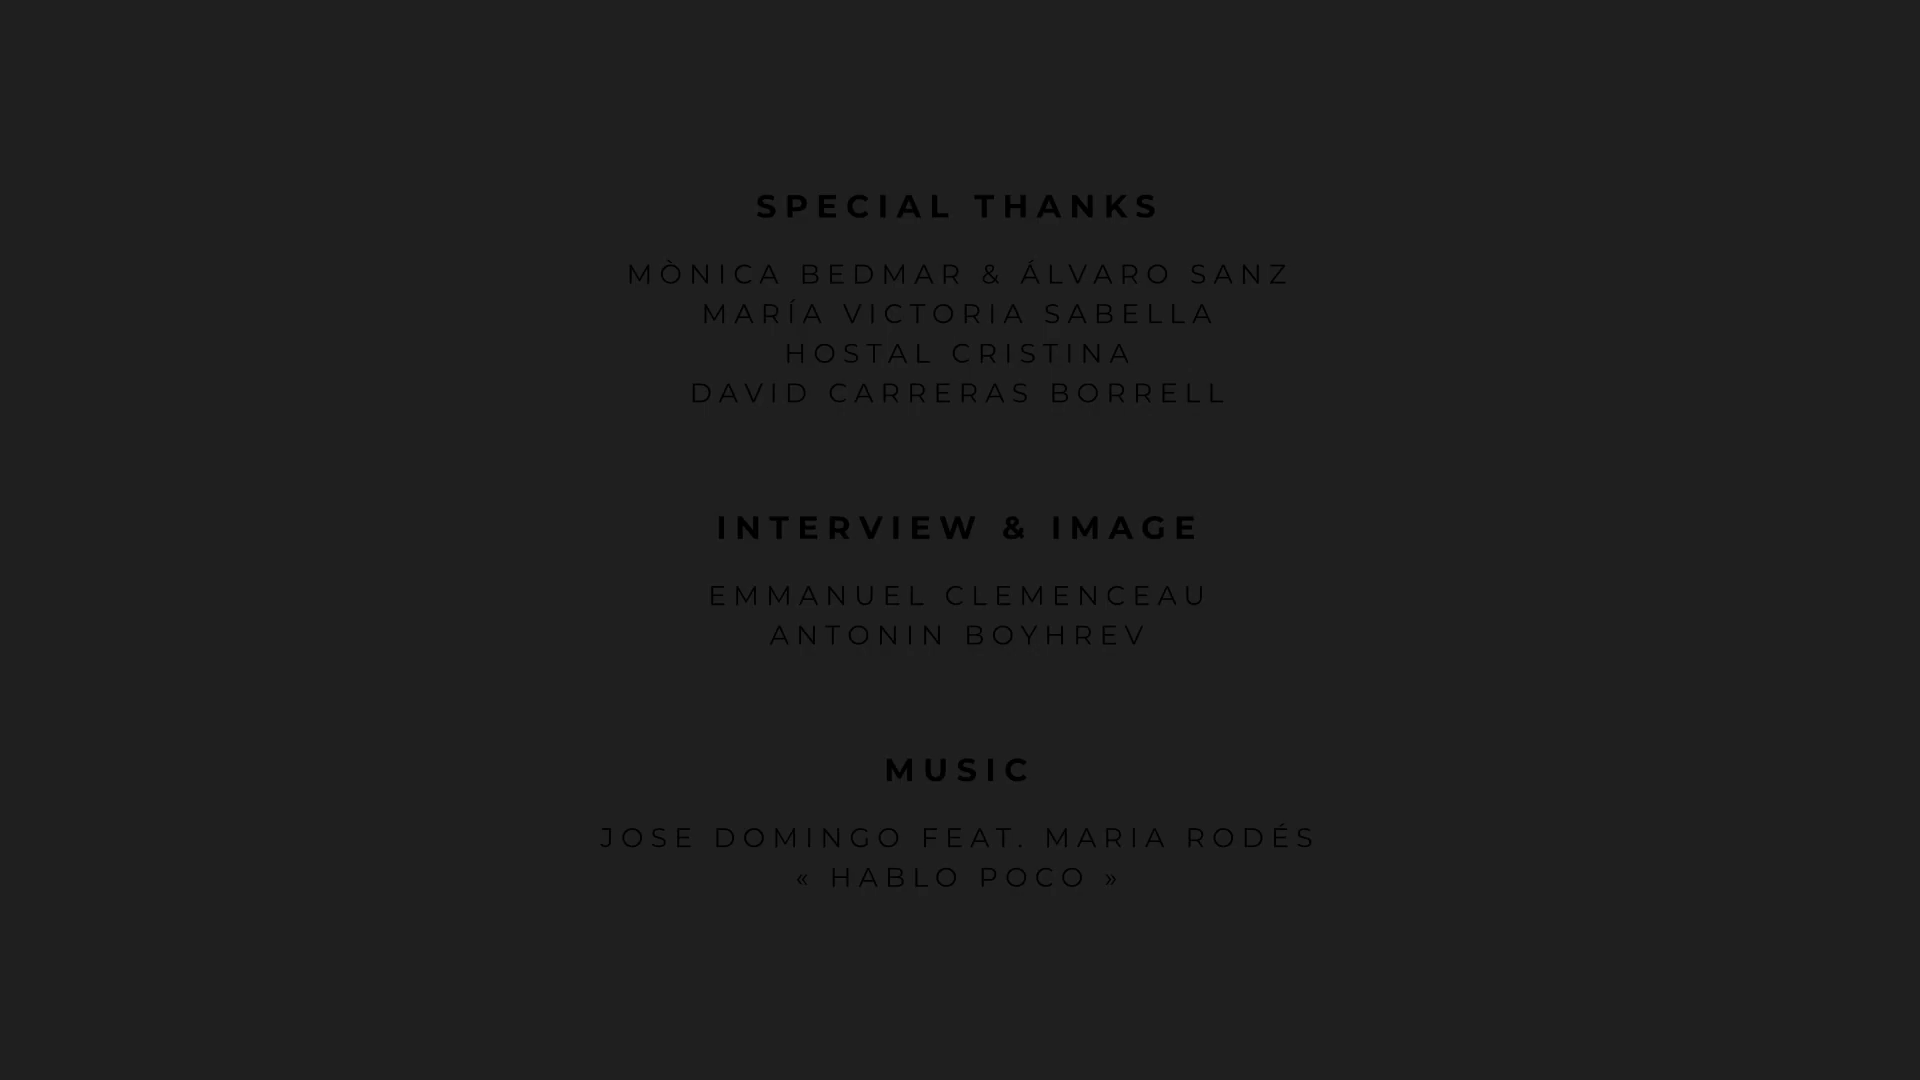 SPECIAL THANKS
MÒNICA BEDMAR & ÁLVARO SANZ
MARÍA VICTORIA SABELLA
HOSTAL CRISTINA
DAVID CARRERAS BORRELL
INTERVIEW & IMAGE
EMMANUEL CLEMENCEAU
ANTONIN BOYHREV
MUSIC
JOSE DOMINGO FEAT. MARIA RODÉS
« HABLO POCO »